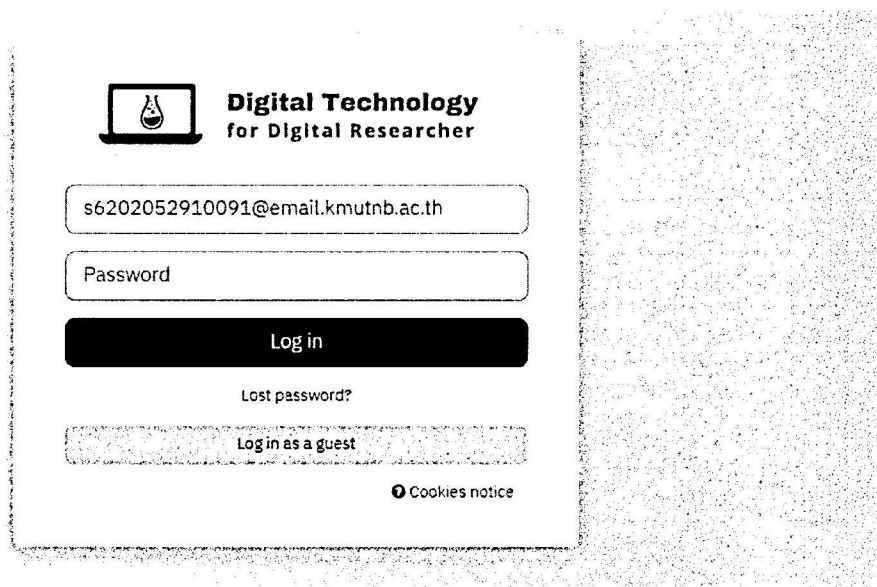 Digital Technology
for Digital Researcher
s6202052910091@email.kmutnb.ac.th
Password
Log in
Lost password?
Log in as a guest
Cookies notice